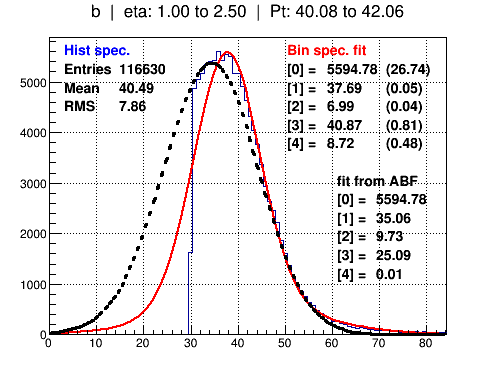 b | eta: 1.00 to 2.50 | Pt: 40.08 to 42.06
Hist spec.
Entries 116630
Mean 40.49
RMS 7.86
Bin spec. fit
[0] = 5594.78 (26.74)
[1] = 37.69 (0.05)
[2] = 6.99 (0.04)
[3] = 40.87 (0.81)
[4] = 8.72 (0.48)
fit from ABF
[0] = 5594.78
[1] = 35.06
[2] = 9.73
[3] = 25.09
[4] = 0.01
5000
4000
3000
2000
1000
0
0 10 20 30 40 50 60 70 80